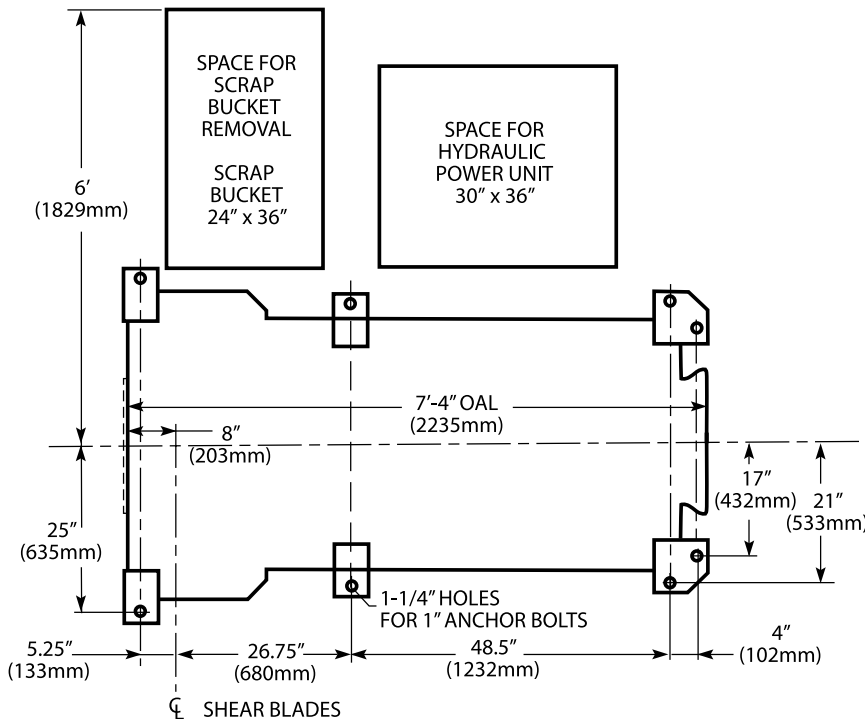 SPACE FOR
SCRAP
BUCKET
REMOVAL
SCRAP
BUCKET
24” x 36”
SPACE FOR
HYDRAULIC
POWER UNIT
30” x 36”
6’
(1829mm)
7’-4” OAL
(2235mm)
8”
(203mm)
17”
(432mm)
21”
(533mm)
25”
(635mm)
1-1/4” HOLES
FOR 1” ANCHOR BOLTS
5.25”
(133mm)
26.75”
(680mm)
48.5”
(1232mm)
4”
(102mm)
℄ SHEAR BLADES